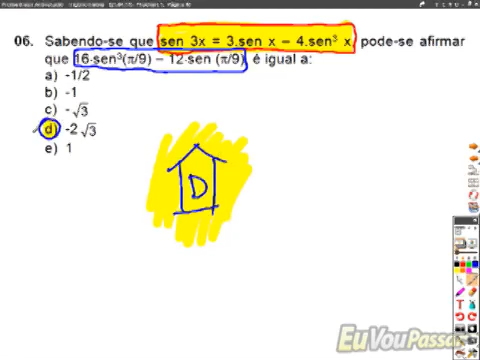 06. Sabendo-se que sen 3x = 3.sen x − 4.sen³ x, pode-se afirmar
que 16·sen³(π/9) − 12·sen (π/9) é igual a:
a) -1/2
b) -1
c) -√3
d) -2√3
e) 1
D
EuVouPassar